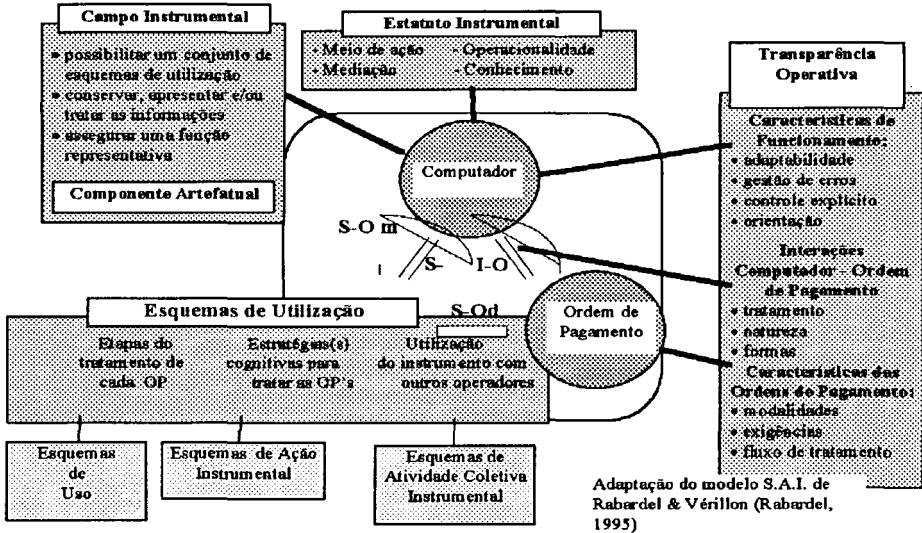 Campo Instrumental
• possibilitar um conjunto de
esquemas de utilização
• conservar, apresentar e/ou
tratar as informações
• assegurar uma função
representativa
Componente Artefatual
Estatuto Instrumental
- Meio de ação - Operacionalidade
- Mediação - Conhecimento
Transparência
Operativa
Características de
Funcionamento;
• adaptabilidade
• gestão de erros
• controle explícito
• orientação
Interações
Computador - Ordem
de Pagamento
• tratamento
• natureza
• formas
Características das
Ordens de Pagamento:
• modalidades
• exigências
• fluxo de tratamento
Computador
S-O m
S- I-O
S-Od
Ordem de
Pagamento
Esquemas de Utilização
Etapas do
tratamento de
cada OP
Estratégeis(s)
cognitivas para
tratar as OP's
Utilização
do instrumento com
outros operadores
Esquemas
de
Uso
Esquemas de Ação
Instrumental
Esquemas de
Atividade Coletiva
Instrumental
Adaptação do modelo S.A.I. de
Rabardel & Vérillon (Rabardel,
1995)